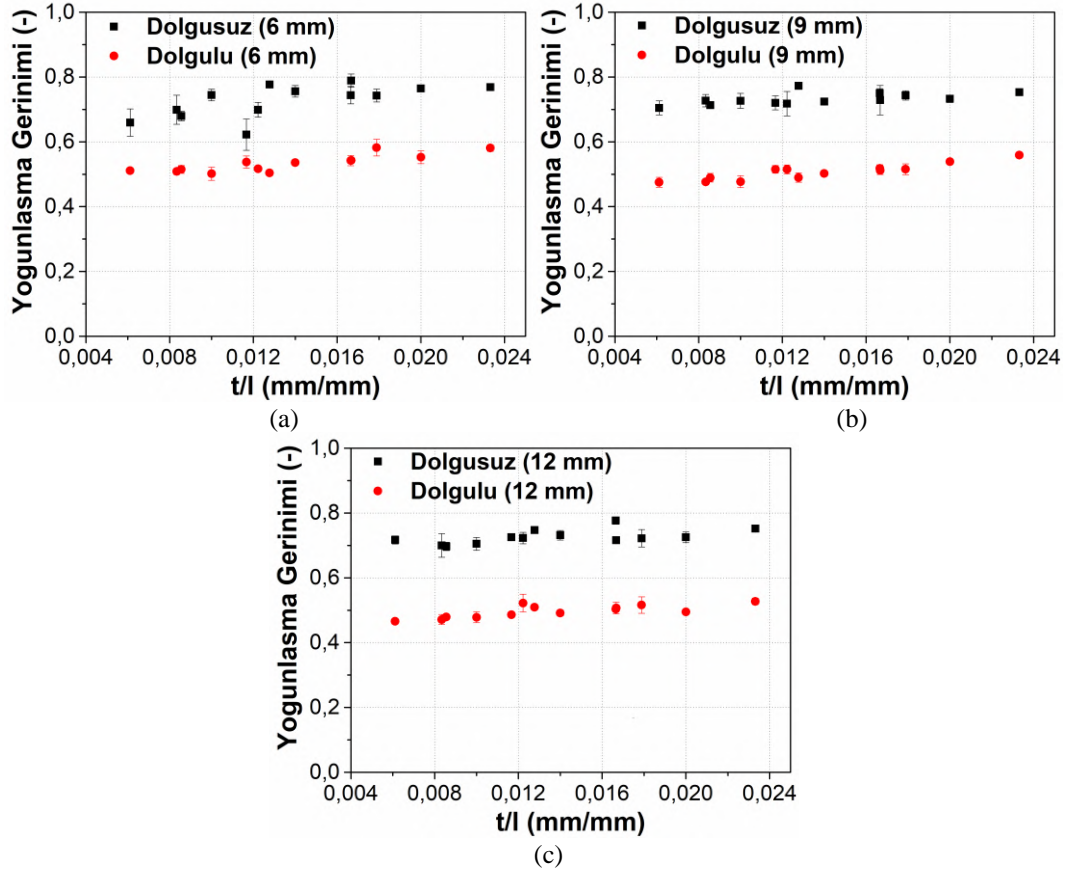 Dolgusuz (6 mm)
Dolgulu (6 mm)
Yogunlasma Gerinimi (-)
1,0
0,8
0,6
0,4
0,2
0,0
0,004 0,008 0,012 0,016 0,020 0,024
t/l (mm/mm)
(a)
Dolgusuz (9 mm)
Dolgulu (9 mm)
Yogunlasma Gerinimi (-)
1,0
0,8
0,6
0,4
0,2
0,0
0,004 0,008 0,012 0,016 0,020 0,024
t/l (mm/mm)
(b)
Dolgusuz (12 mm)
Dolgulu (12 mm)
Yogunlasma Gerinimi (-)
1,0
0,8
0,6
0,4
0,2
0,0
0,004 0,008 0,012 0,016 0,020 0,024
t/l (mm/mm)
(c)